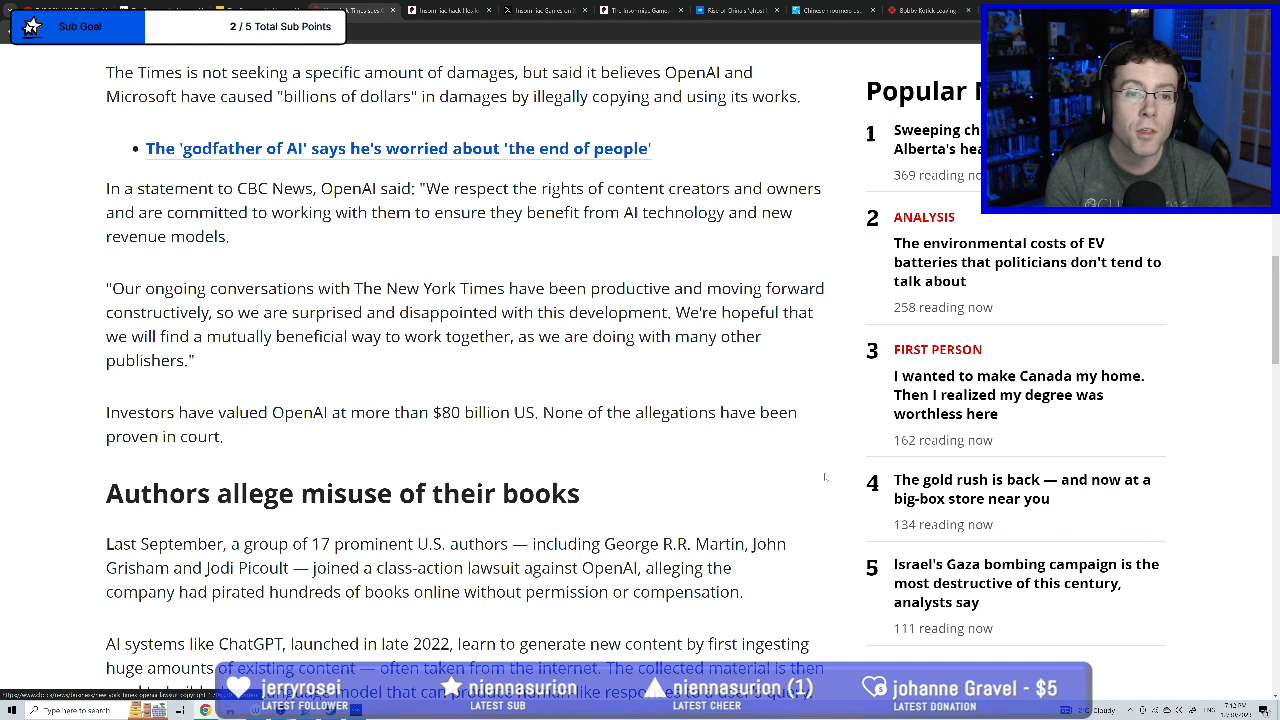 Sub Goal
2 / 5 Total Sub Points
The Times is not seeking a specific amount of damages, but said it believes OpenAI and
Microsoft have caused "billions of dollars" in damages by illegally copying and using its works.
The 'godfather of AI' says he's worried about 'the end of people'
In a statement to CBC News, OpenAI said: "We respect the rights of content creators and owners
and are committed to working with them to ensure they benefit from AI technology and new
revenue models.
"Our ongoing conversations with The New York Times have been productive and moving forward
constructively, so we are surprised and disappointed with this development. We're hopeful that
we will find a mutually beneficial way to work together, as we are doing with many other
publishers."
Investors have valued OpenAI at more than $80 billion US. None of the allegations have been
proven in court.
Authors allege misuse of their books
Last September, a group of 17 prominent U.S. authors — including George R.R. Martin, John
Grisham and Jodi Picoult — joined a class-action lawsuit against OpenAI, alleging the
company had pirated hundreds of books online without permission or compensation.
AI systems like ChatGPT, launched in late 2022, learn to generate new content by first ingesting
huge amounts of existing content — often taken from the internet. The collected material is then
Popular
1
Sweeping
Alberta's
369 reading
2
ANALYSIS
The environmental costs of EV
batteries that politicians don't tend to
talk about
258 reading now
3
FIRST PERSON
I wanted to make Canada my home.
Then I realized my degree was
worthless here
162 reading now
4
The gold rush is back — and now at a
big-box store near you
134 reading now
5
Israel's Gaza bombing campaign is the
most destructive of this century,
analysts say
111 reading now
jerryrosei
LATEST FOLLOWER
LATEST SUB
LATEST CHEER
Gravel - $5
LATEST DONATION
Type here to search
Cloudy